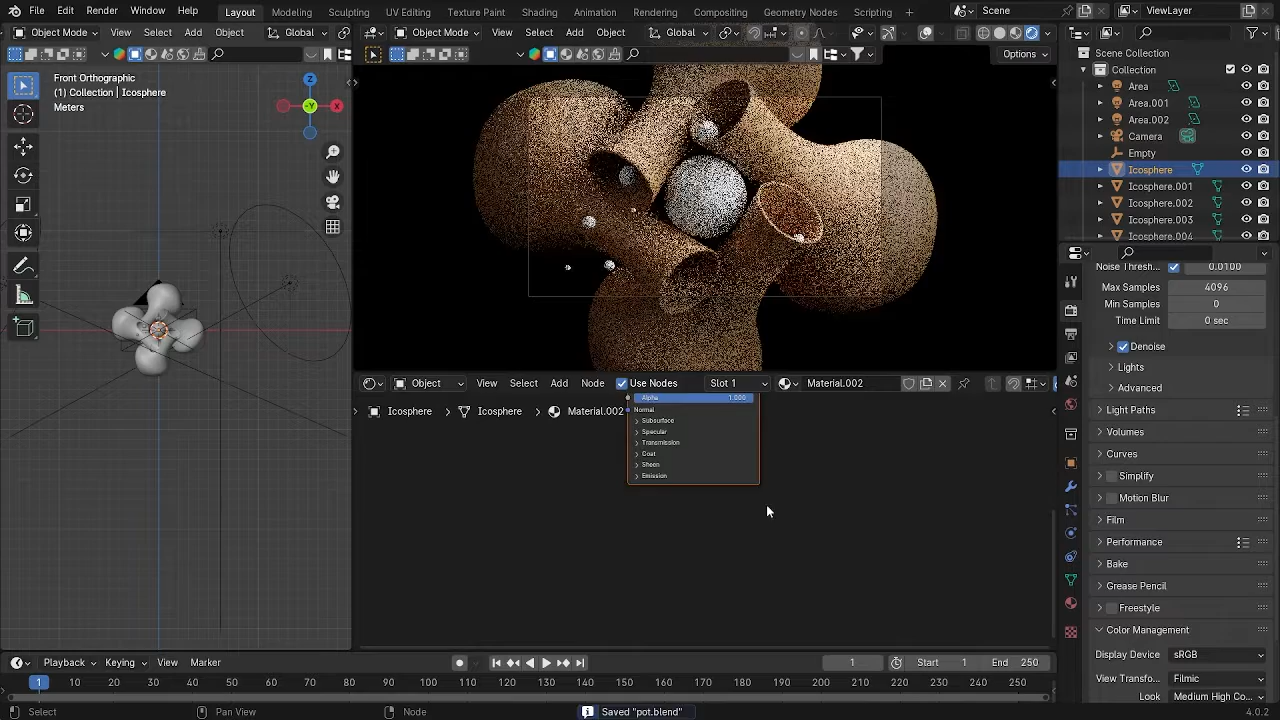 File Edit Render Window Help Layout Modeling Sculpting UV Editing Texture Paint Shading Animation Rendering Compositing Geometry Nodes Scripting + Scene ViewLayer
Object Mode View Select Add Object Global
Object Mode View Select Add Object Global
Options
Front Orthographic
(1) Collection | Icosphere
Meters
Z
X
-Y
Scene Collection
Collection
Area
Area.001
Area.002
Camera
Empty
Icosphere
Icosphere.001
Icosphere.002
Icosphere.003
Icosphere.004
Noise Thresh... 0.0100
Max Samples 4096
Min Samples 0
Time Limit 0 sec
Denoise
Lights
Advanced
Light Paths
Volumes
Curves
Simplify
Motion Blur
Film
Performance
Bake
Grease Pencil
Freestyle
Color Management
Display Device sRGB
View Transfo... Filmic
Look Medium High Co...
Object View Select Add Node Use Nodes Slot 1 Material.002
Icosphere Icosphere Material.002
Alpha 1.000
Normal
Subsurface
Specular
Transmission
Coat
Sheen
Emission
Playback Keying View Marker 1 Start 1 End 250
1 10 20 30 40 50 60 70 80 90 100 110 120 130 140 150 160 170 180 190 200 210 220 230 240 250
Select Pan View Node Saved "pot.blend" 4.0.2